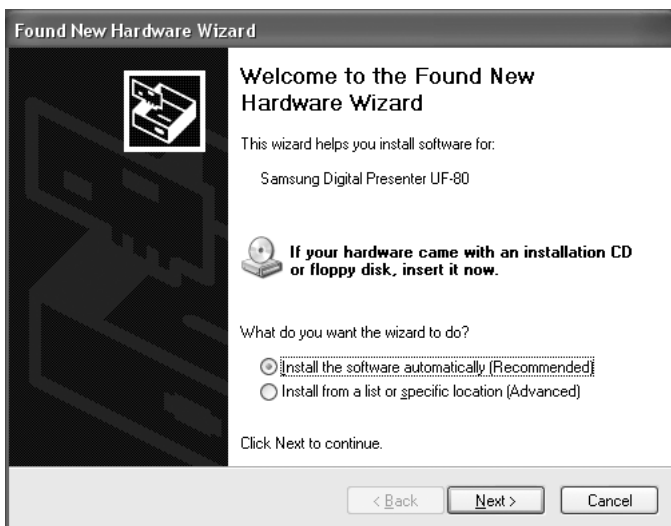 Found New Hardware Wizard
Welcome to the Found New
Hardware Wizard
This wizard helps you install software for:
Samsung Digital Presenter UF-80
If your hardware came with an installation CD
or floppy disk, insert it now.
What do you want the wizard to do?
Install the software automatically (Recommended)
Install from a list or specific location (Advanced)
Click Next to continue.
< Back
Next >
Cancel